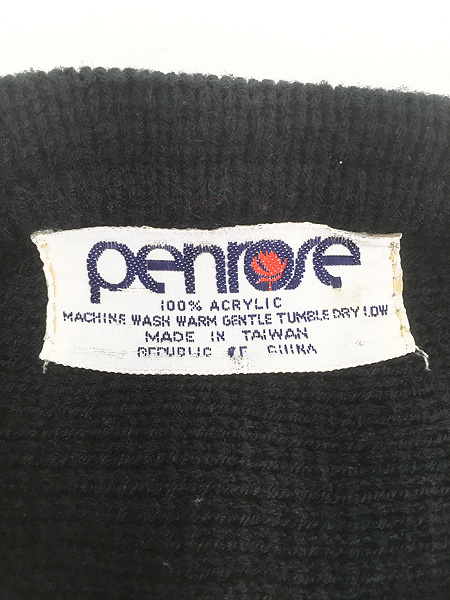 penrose
100% ACRYLIC
MACHINE WASH WARM GENTLE TUMBLE DRY LOW
MADE IN TAIWAN
REPUBLIC OF CHINA